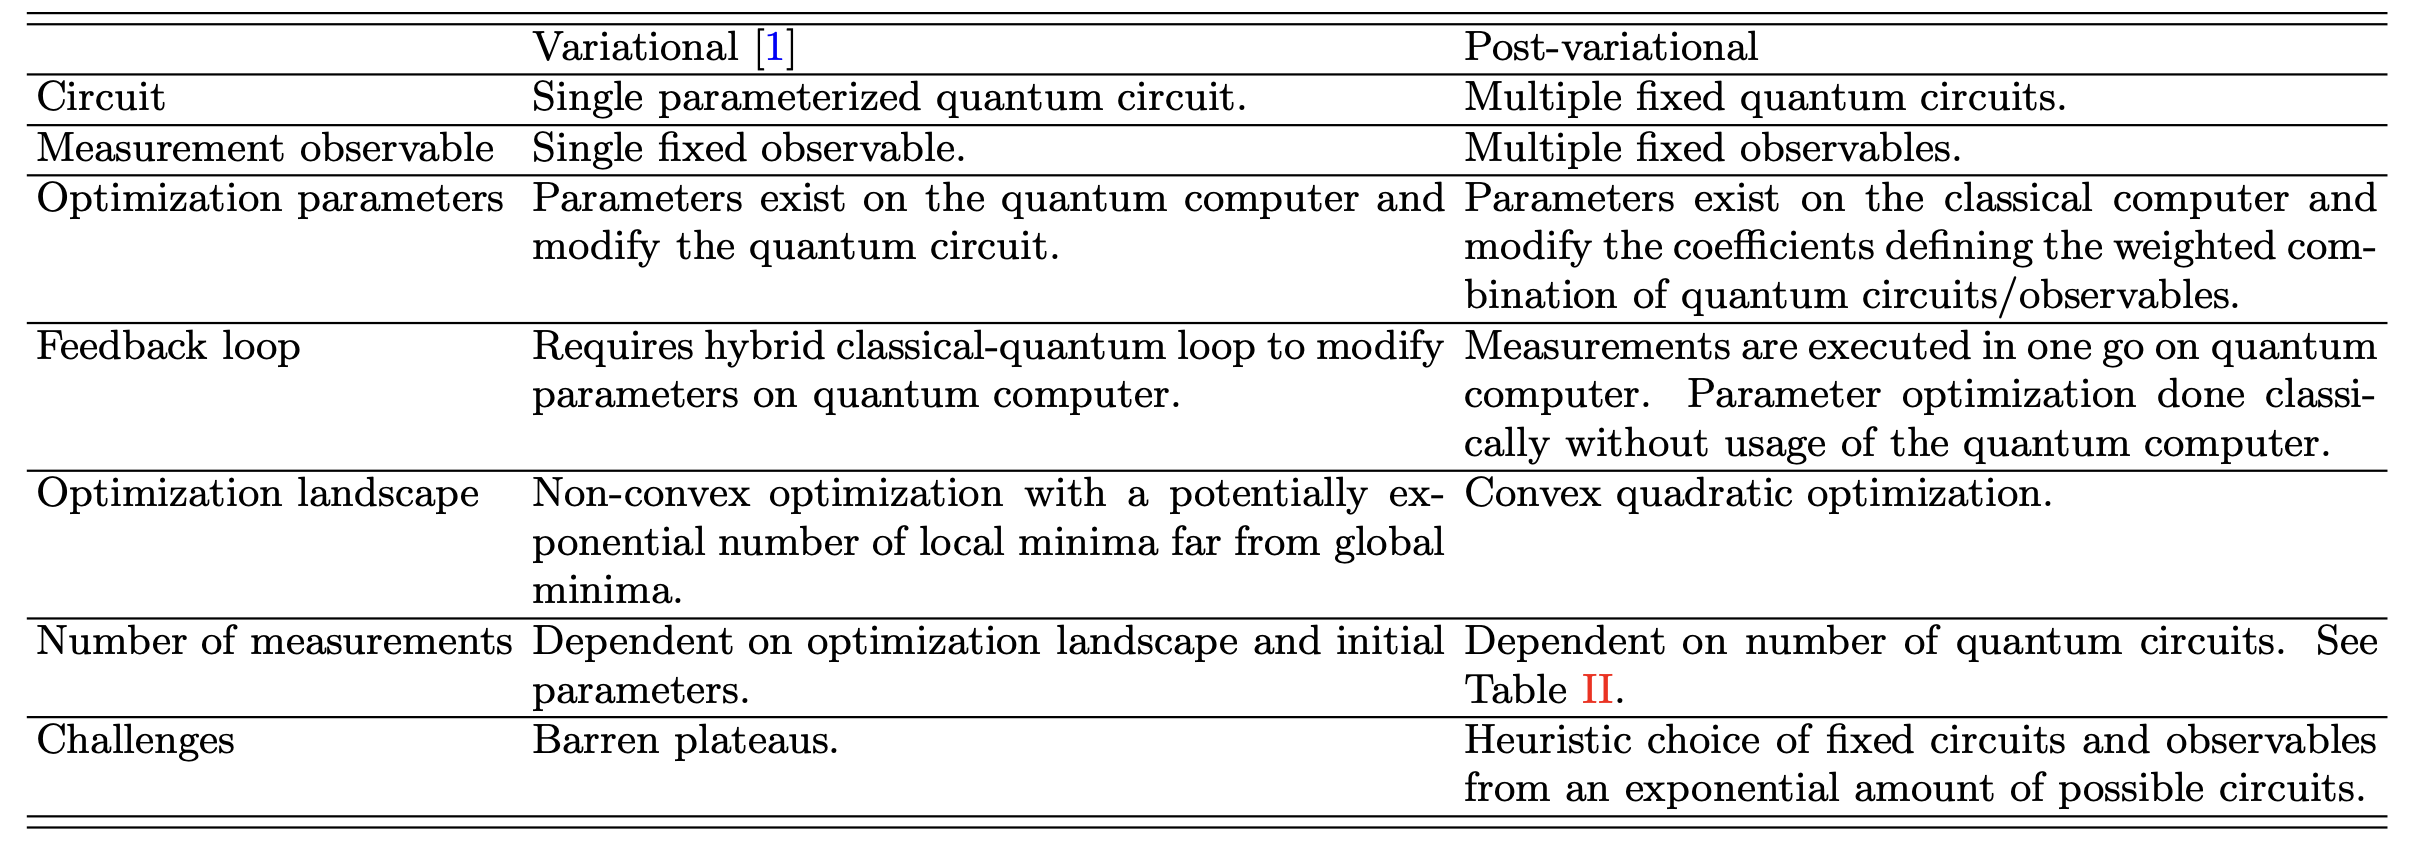 Variational [1] Post-variational
Circuit Single parameterized quantum circuit. Multiple fixed quantum circuits.
Measurement observable Single fixed observable. Multiple fixed observables.
Optimization parameters Parameters exist on the quantum computer and Parameters exist on the classical computer and
modify the quantum circuit. modify the coefficients defining the weighted com-
bination of quantum circuits/observables.
Feedback loop Requires hybrid classical-quantum loop to modify Measurements are executed in one go on quantum
parameters on quantum computer. computer. Parameter optimization done classi-
cally without usage of the quantum computer.
Optimization landscape Non-convex optimization with a potentially ex- Convex quadratic optimization.
ponential number of local minima far from global
minima.
Number of measurements Dependent on optimization landscape and initial Dependent on number of quantum circuits. See
parameters. Table II.
Challenges Barren plateaus. Heuristic choice of fixed circuits and observables
from an exponential amount of possible circuits.